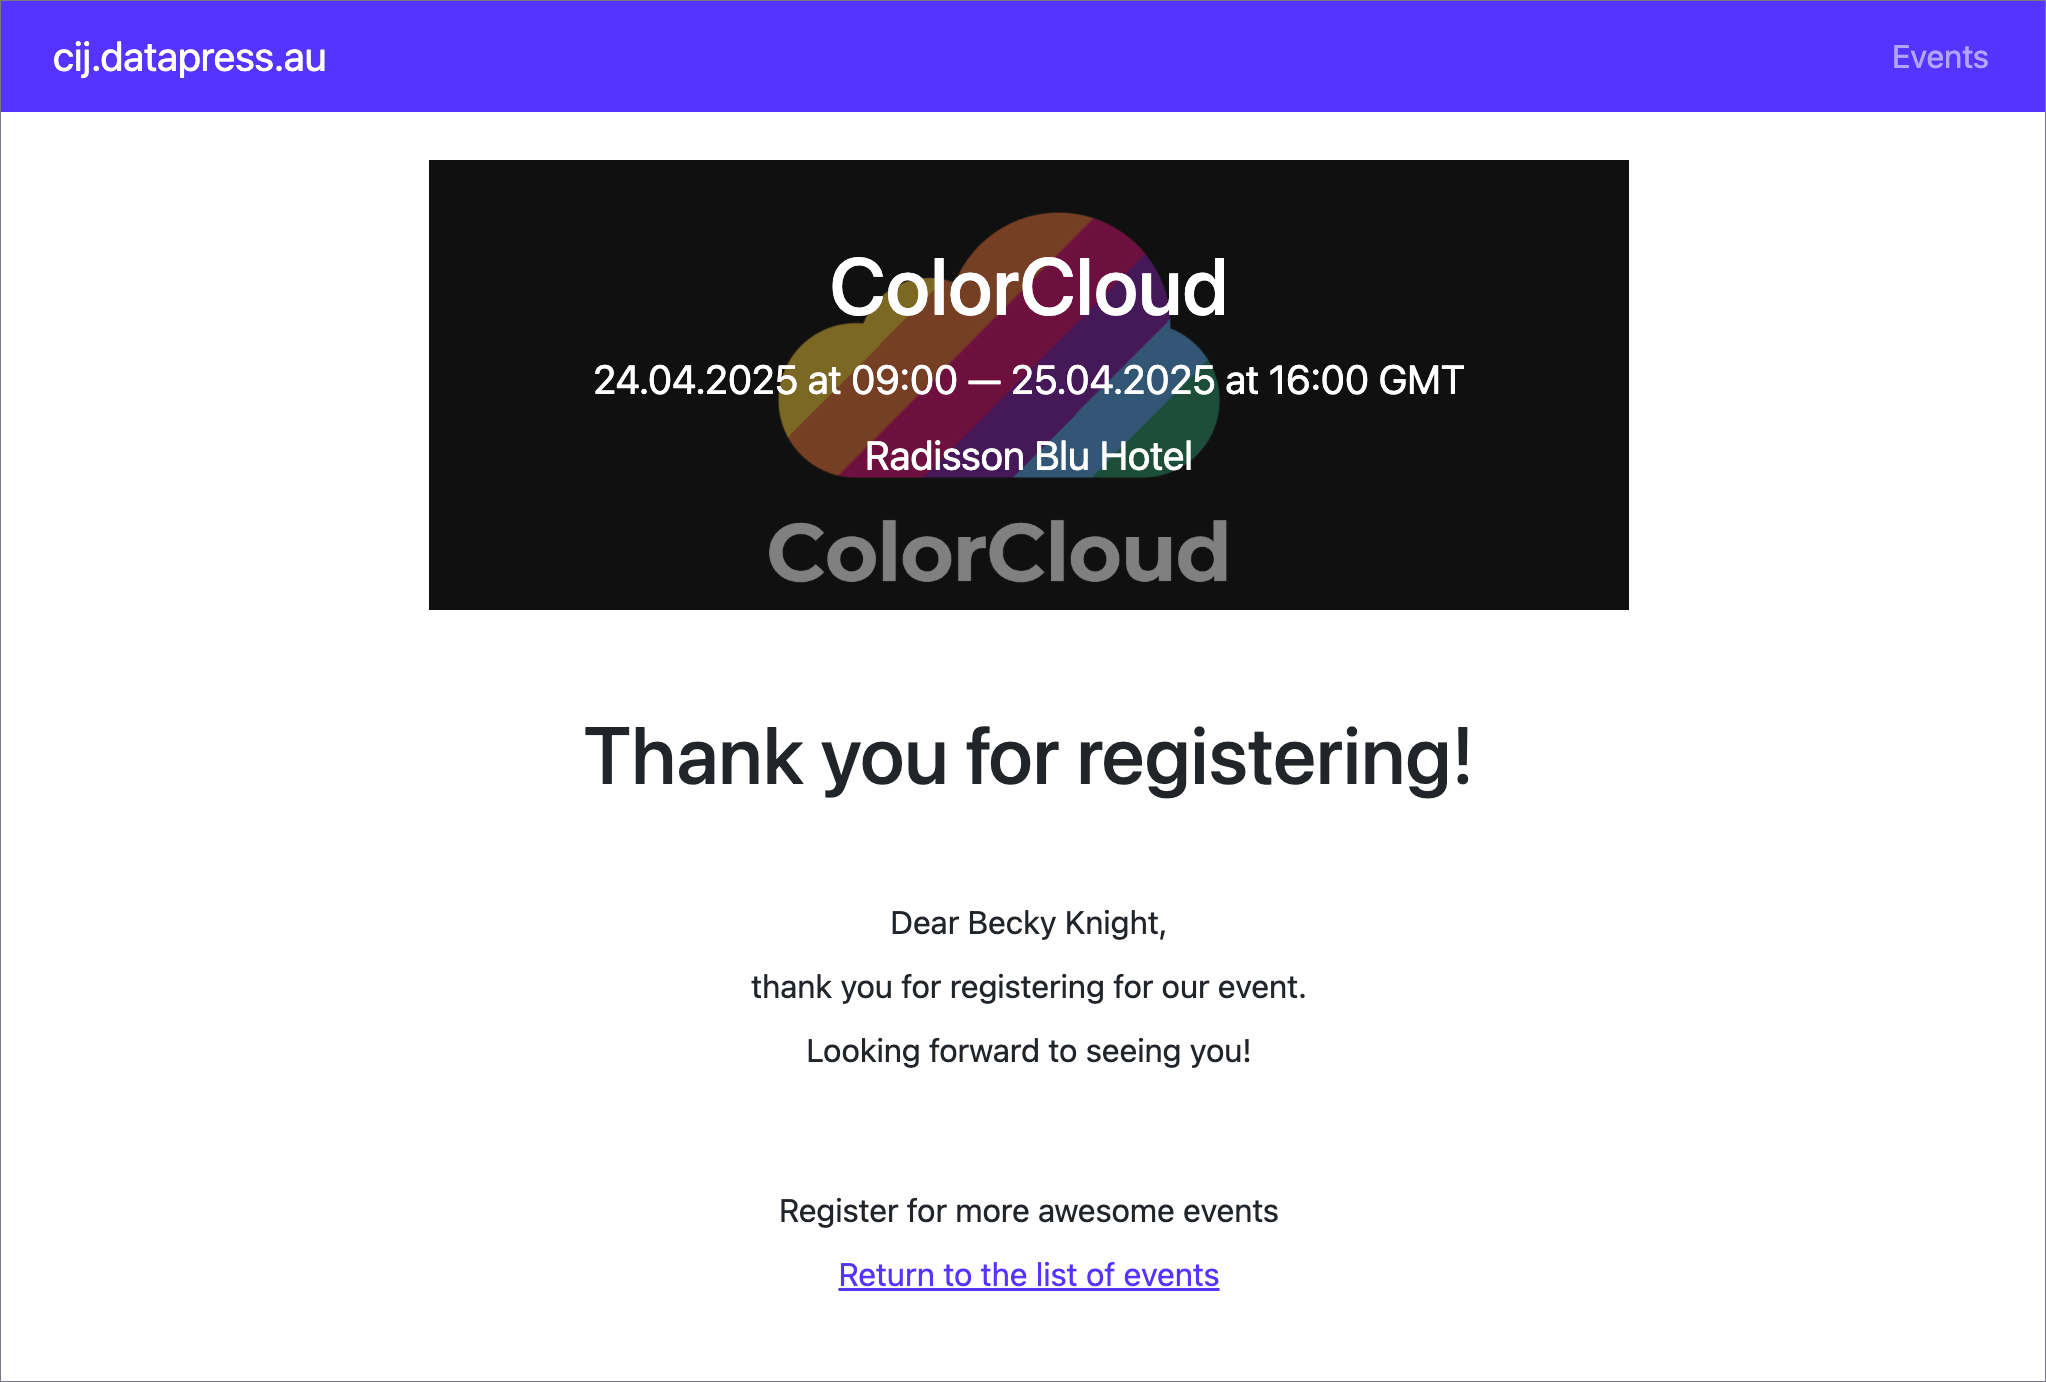 cij.datapress.au
Events
ColorCloud
24.04.2025 at 09:00 — 25.04.2025 at 16:00 GMT
Radisson Blu Hotel
ColorCloud
Thank you for registering!
Dear Becky Knight,
thank you for registering for our event.
Looking forward to seeing you!
Register for more awesome events
Return to the list of events